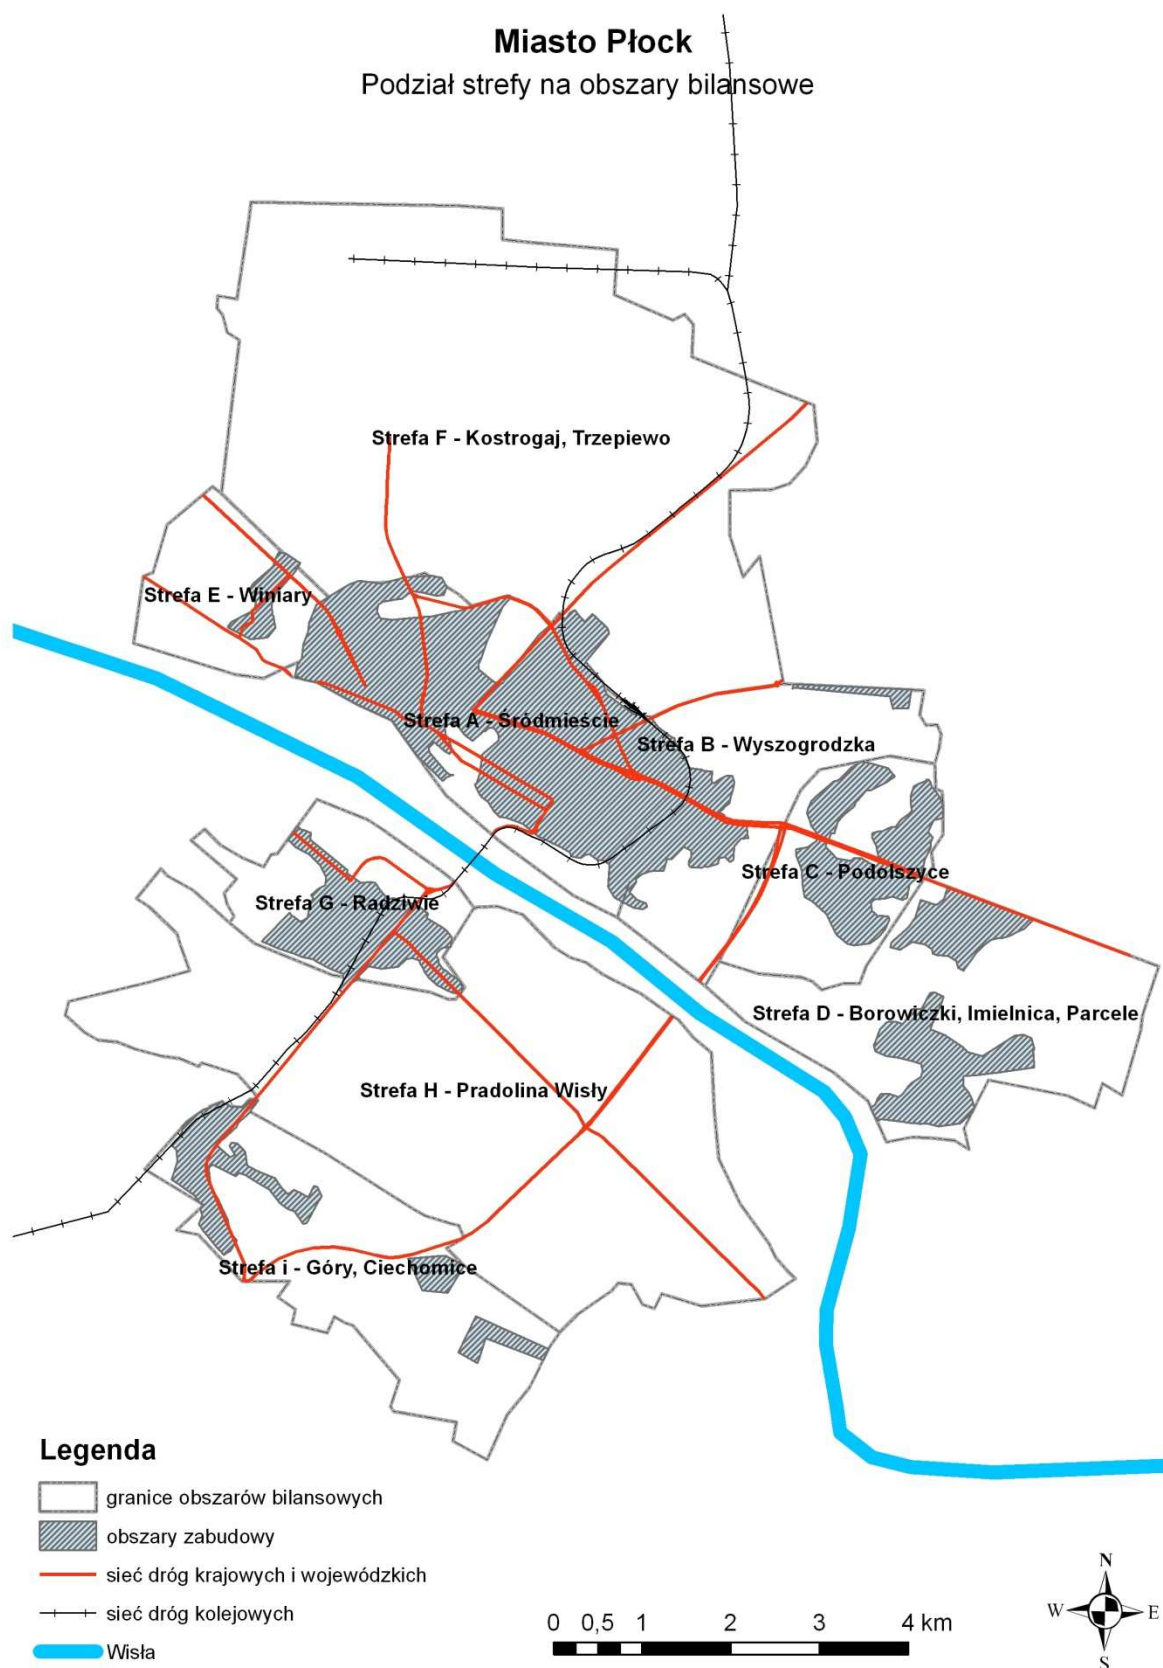 Miasto Płock
Podział strefy na obszary bilansowe
Strefa F - Kostrogaj, Trzepiewo
Strefa E - Winiary
Strefa A - Śródmieście
Strefa B - Wyszogrodzka
Strefa C - Podolszyce
Strefa G - Radziwie
Strefa D - Borowiczki, Imielnica, Parcele
Strefa H - Pradolina Wisły
Strefa i - Góry, Ciechomice
Legenda
granice obszarów bilansowych
obszary zabudowy
sieć dróg krajowych i wojewódzkich
sieć dróg kolejowych
Wisła
0 0,5 1 2 3 4 km
N
W E
S